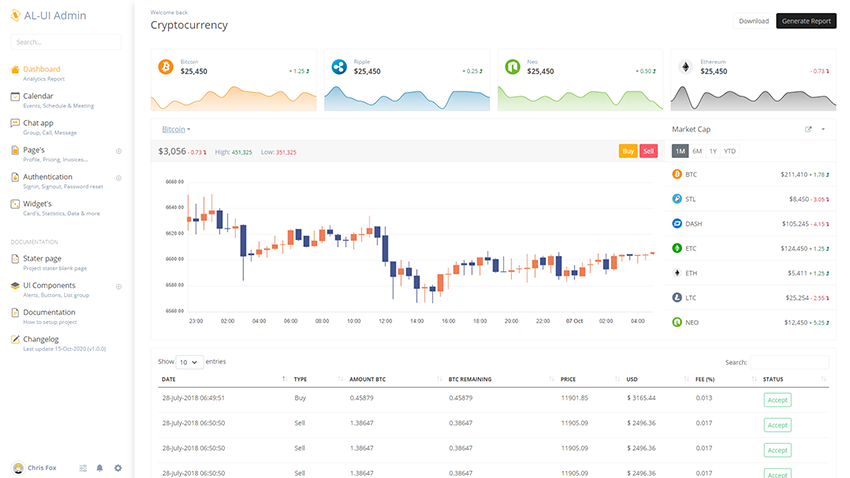 AL-UI Admin
Search...
Dashboard
Analytics Report
Calendar
Events, Schedule & Meeting
Chat app
Group, Call, Message
Page's
Profile, Pricing, Invoices...
Authentication
Signin, Signout, Password reset
Widget's
Card's, Statistics, Data & more
DOCUMENTATION
Stater page
Project stater blank page
UI Components
Alerts, Buttons, List group
Documentation
How to setup project
Changelog
Last update 15-Oct-2020 (v1.0.0)
Chris Fox
Welcome back
Cryptocurrency
Download
Generate Report
Bitcoin
$25,450
+ 1.25
Ripple
$25,450
+ 0.25
Neo
$25,450
+ 0.50
Ethereum
$25,450
- 0.73
Bitcoin
$3,056 - 0.73 High: 451,325 Low: 351,325
Buy Sell
6660.00
6640.00
6620.00
6600.00
6580.00
6560.00
23:00 02:00 04:00 06:00 08:00 10:00 12:00 14:00 16:00 18:00 20:00 22:00 07 Oct 02:00 04:00
Market Cap
1M 6M 1Y YTD
BTC $211,410 + 1.78
STL $8,450 - 3.05
DASH $105,245 - 4.15
ETC $124,450 + 1.25
ETH $5,411 + 1.25
LTC $25,254 - 2.55
NEO $12,450 + 5.25
Show 10 entries
Search:
DATE TYPE AMOUNT BTC BTC REMAINING PRICE USD FEE (%) STATUS
28-July-2018 06:49:51 Buy 0.45879 0.45879 11901.85 $ 3165.44 0.013 Accept
28-July-2018 06:50:50 Sell 1.38647 0.38647 11905.09 $ 2496.36 0.017 Accept
28-July-2018 06:50:50 Sell 1.38647 0.38647 11905.09 $ 2496.36 0.017 Accept
28-July-2018 06:50:50 Sell 1.38647 0.38647 11905.09 $ 2496.36 0.017 Accept